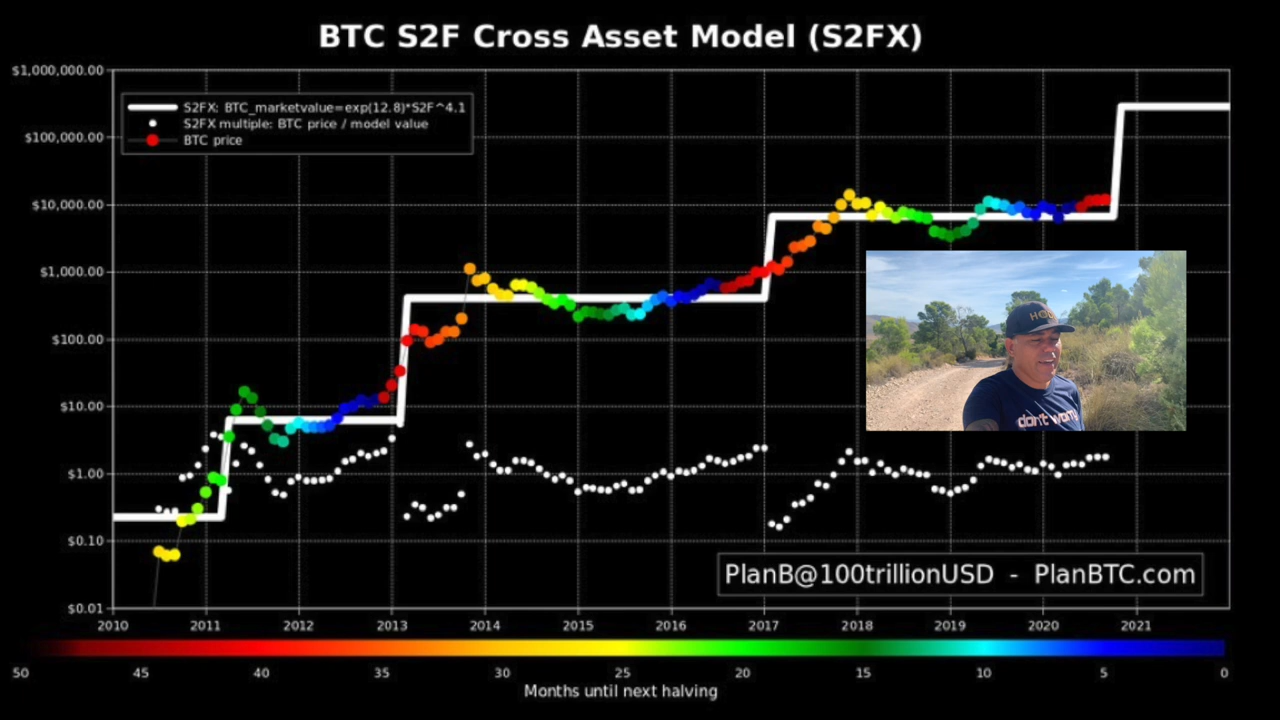 BTC S2F Cross Asset Model (S2FX)
$1,000,000.00
$100,000.00
$10,000.00
$1,000.00
$100.00
$10.00
$1.00
$0.10
$0.01
S2FX: BTC_marketvalue=exp(12.8)*S2F^4.1
S2FX multiple: BTC price / model value
BTC price
don't worry
PlanB@100trillionUSD - PlanBTC.com
2010 2011 2012 2013 2014 2015 2016 2017 2018 2019 2020 2021
50 45 40 35 30 25 20 15 10 5 0
Months until next halving